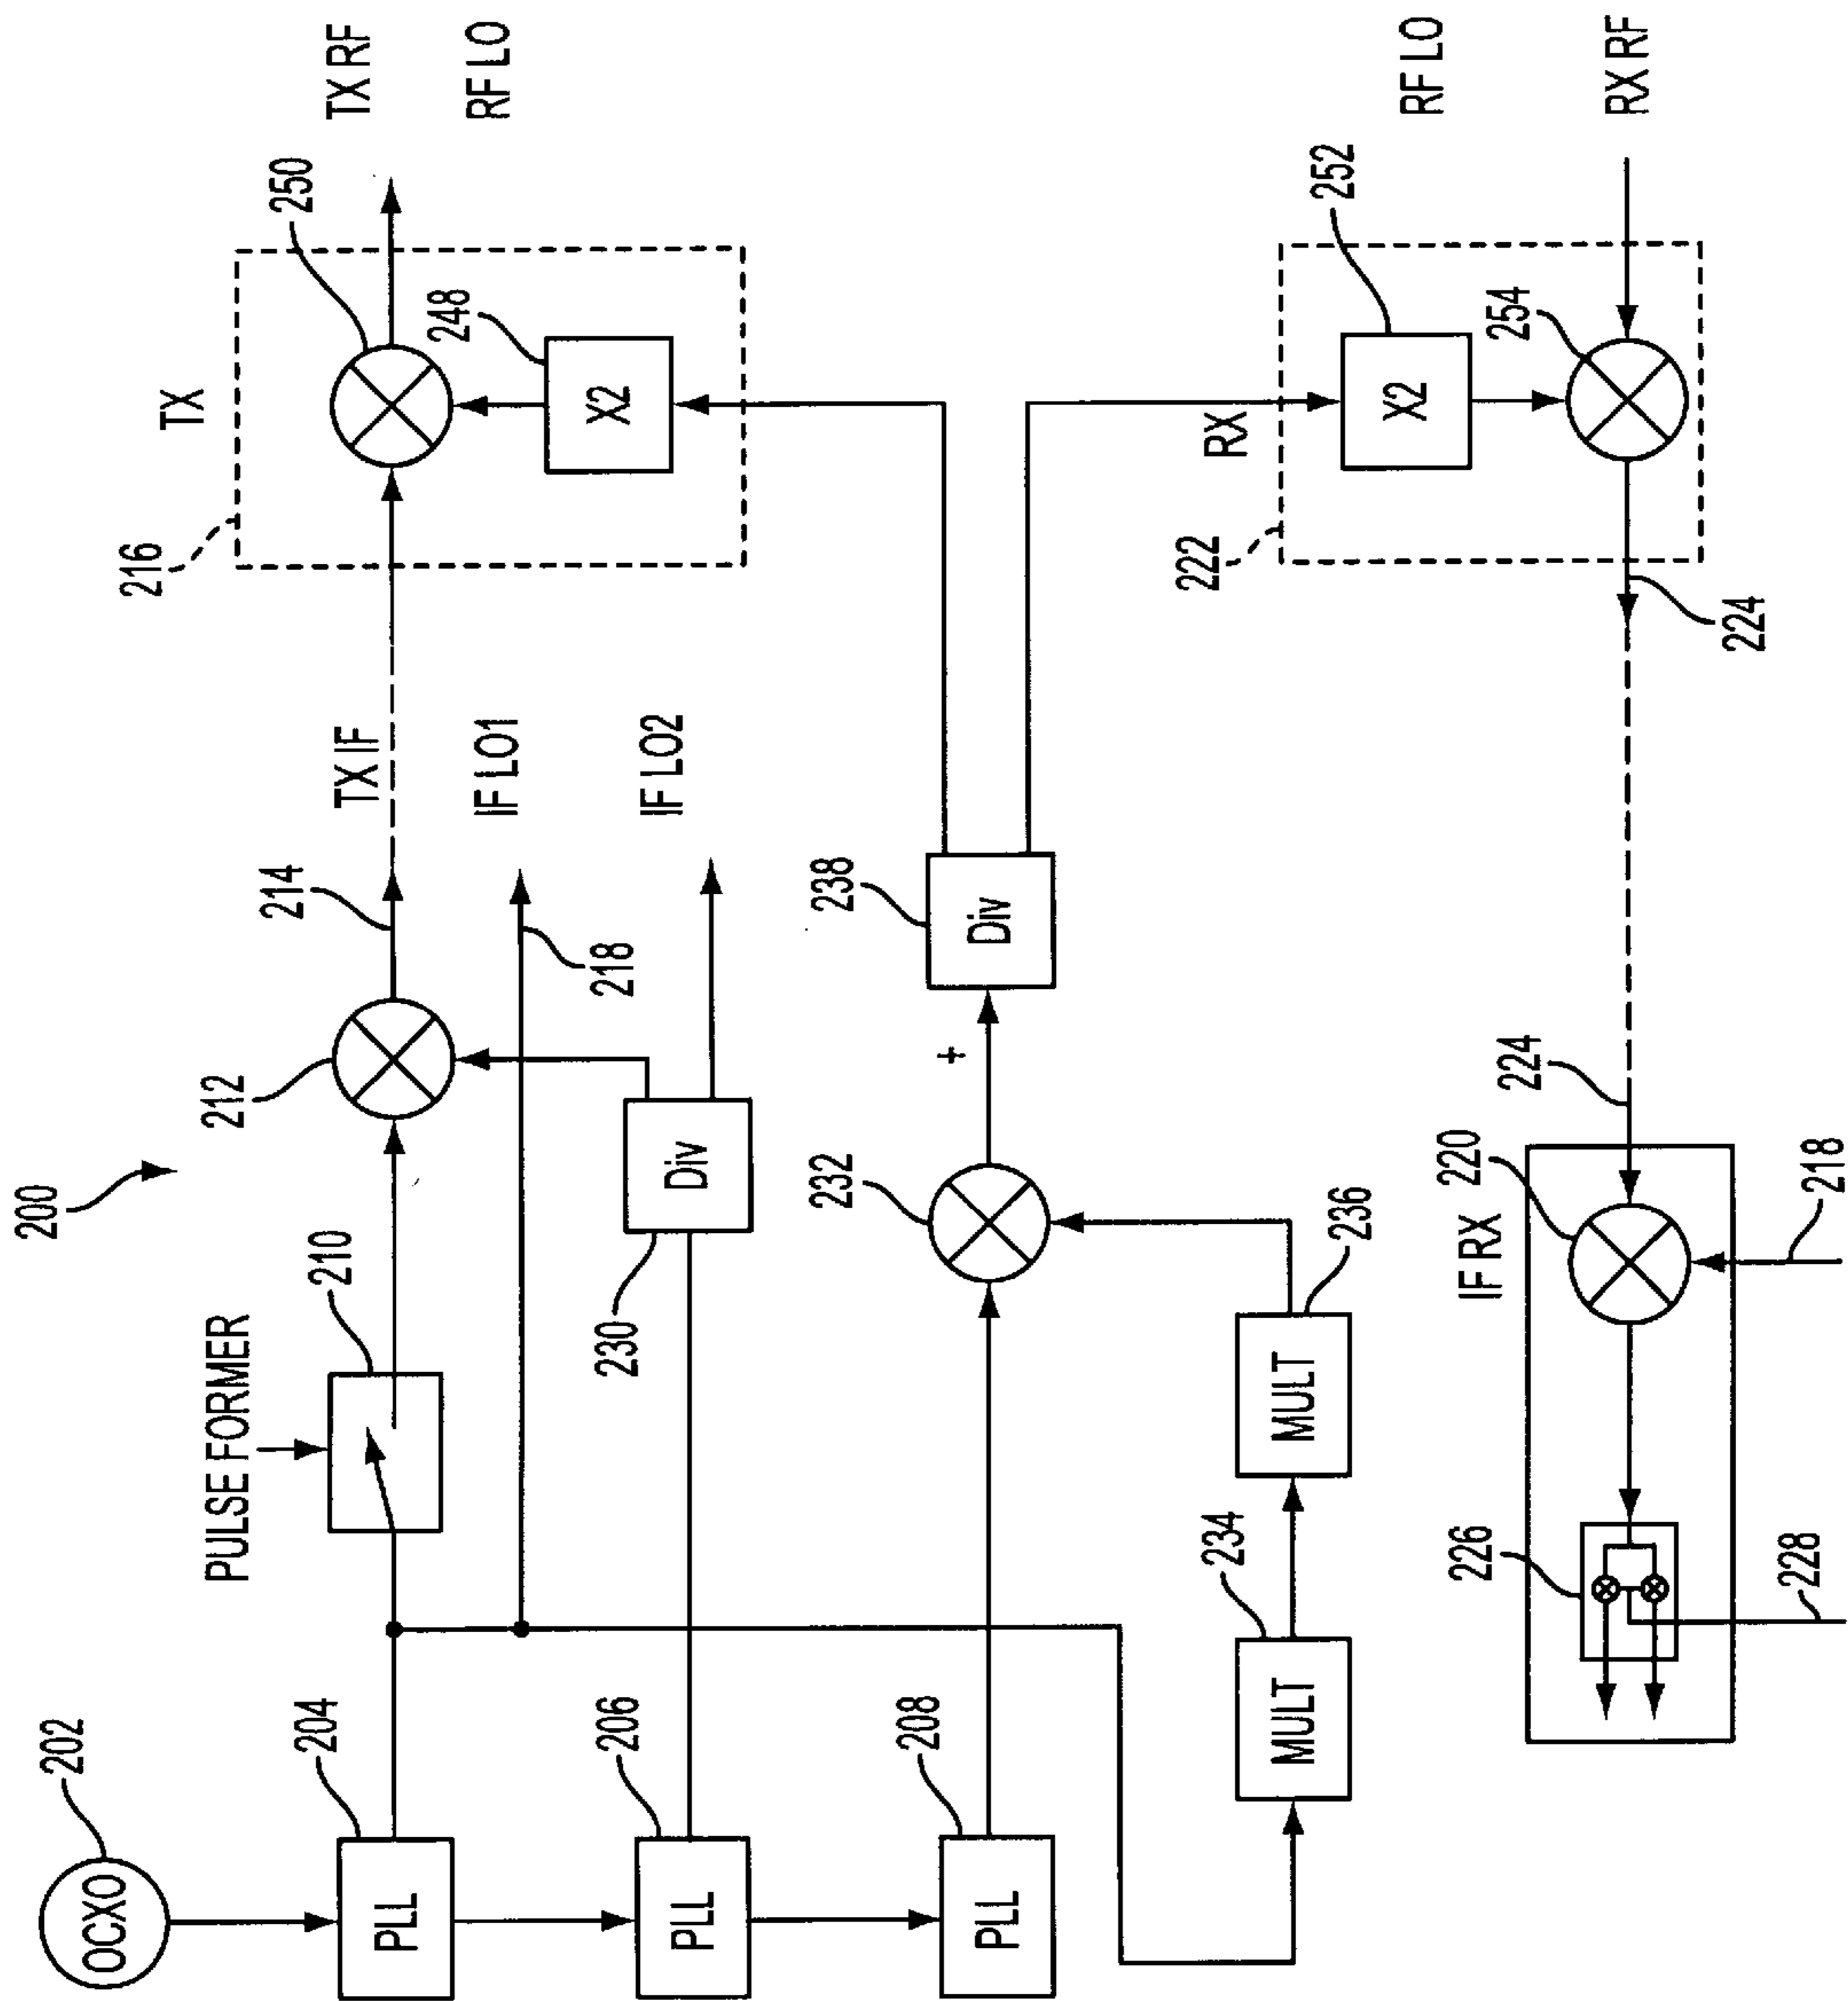 200
202
OCXO
204
PLL
206
PLL
208
PLL
PULSE FORMER
210
212
214
TX IF
216
TX
250
TX RF
248
X2
RF LO
218
IF LO1
230
Div
IF LO2
232
+
238
Div
234
MULT
236
MULT
RX
222
252
X2
RF LO
254
RX RF
224
224
IF RX
220
218
226
228